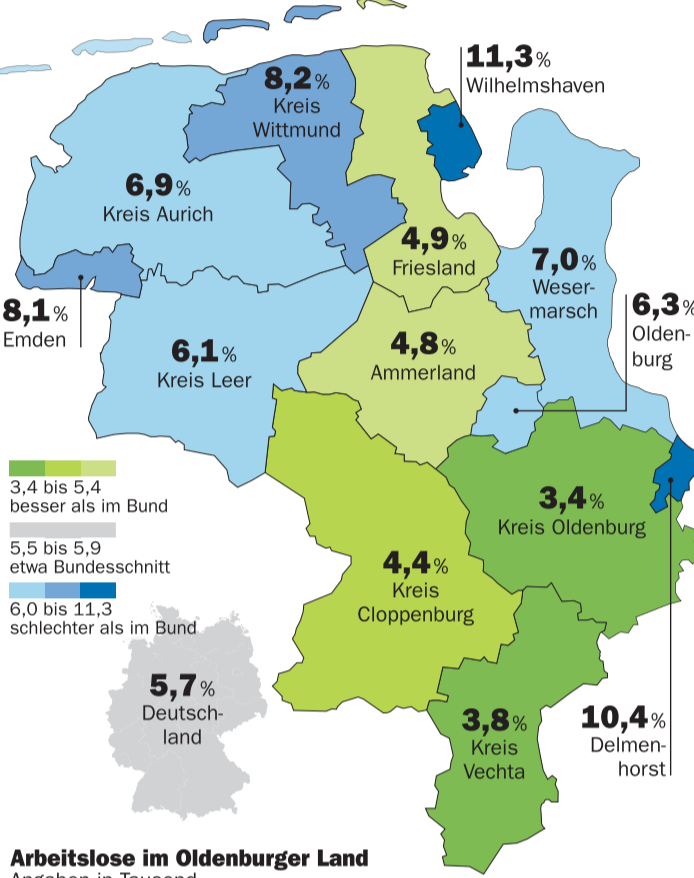 11,3%
Wilhelmshaven
8,2%
Kreis
Wittmund
6,9%
Kreis Aurich
4,9%
Friesland
7,0%
Weser-
marsch
8,1%
Emden
6,3%
Olden-
burg
6,1%
Kreis Leer
4,8%
Ammerland
3,4 bis 5,4
besser als im Bund
5,5 bis 5,9
etwa Bundesschnitt
6,0 bis 11,3
schlechter als im Bund
3,4%
Kreis Oldenburg
4,4%
Kreis
Cloppenburg
5,7%
Deutsch-
land
3,8%
Kreis
Vechta
10,4%
Delmen-
horst
Arbeitslose im Oldenburger Land
Angaben in Tausend